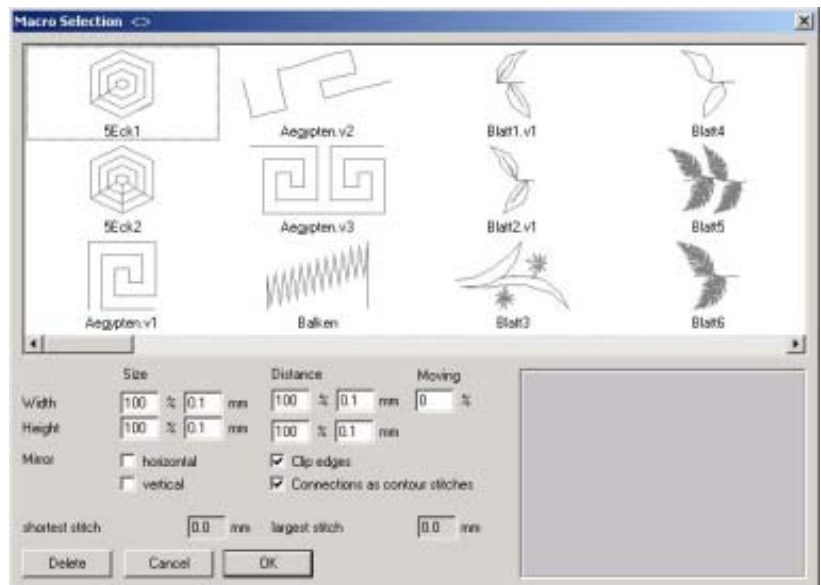 Macro Selection <>
5Eck1 Aegypten.v2 Blatt1.v1 Blatt4
5Eck2 Aegypten.v3 Blatt2.v1 Blatt5
Aegypten.v1 Balken Blatt3 Blatt6
Size Distance Moving
Width 100 % 0.1 mm 100 % 0.1 mm 0 %
Height 100 % 0.1 mm 100 % 0.1 mm
Mirror horizontal Clip edges
vertical Connections as contour stitches
shortest stitch 0.0 mm largest stitch 0.0 mm
Delete Cancel OK